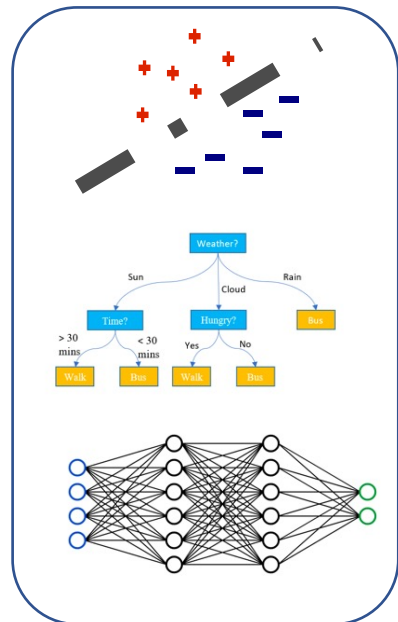 Weather?
Sun
Cloud
Rain
Time?
Hungry?
Bus
> 30
mins
< 30
mins
Yes
No
Walk
Bus
Walk
Bus